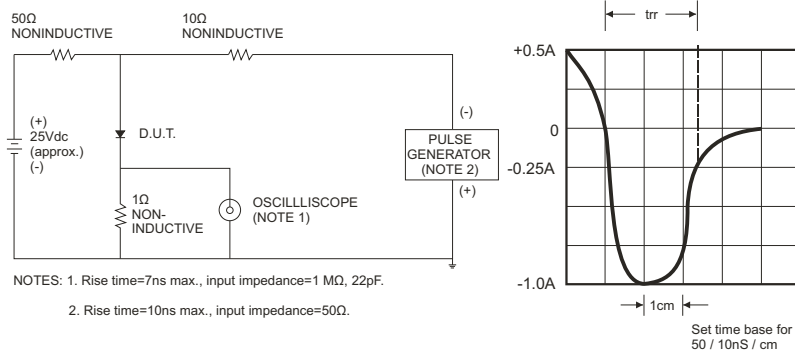 50Ω
NONINDUCTIVE
10Ω
NONINDUCTIVE
(+)
25Vdc
(approx.)
(-)
D.U.T.
1Ω
NON-
INDUCTIVE
OSCILLLISCOPE
(NOTE 1)
(-)
PULSE
GENERATOR
(NOTE 2)
(+)
NOTES: 1. Rise time=7ns max., input impedance=1 MΩ, 22pF.
2. Rise time=10ns max., input impedance=50Ω.
trr
+0.5A
0
-0.25A
-1.0A
1cm
Set time base for
50 / 10nS / cm